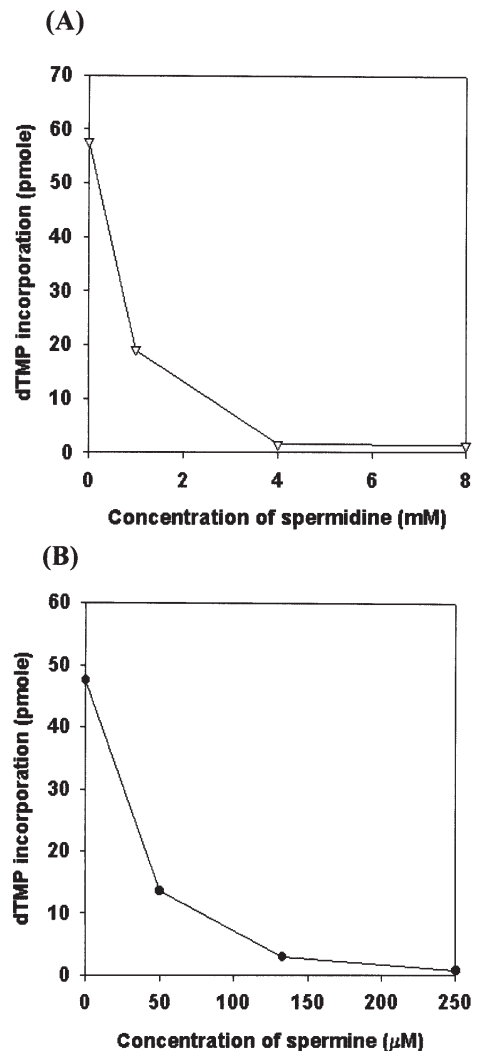 (A)
70
60
50
40
30
20
10
0
dTMP incorporation (pmole)
0 2 4 6 8
Concentration of spermidine (mM)
(B)
60
50
40
30
20
10
0
dTMP incorporation (pmole)
0 50 100 150 200 250
Concentration of spermine (μM)